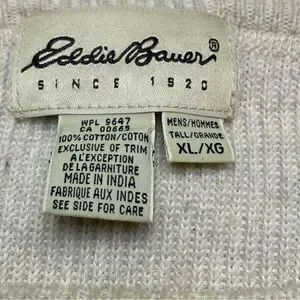 Eddie Bauer®
SINCE 1920
WPL 9647
CA 00665
100% COTTON/COTON
EXCLUSIVE OF TRIM
A L'EXCEPTION
DE LA GARNITURE
MADE IN INDIA
FABRIQUE AUX INDES
SEE SIDE FOR CARE
MENS/HOMMES
TALL/GRANDE
XL/XG